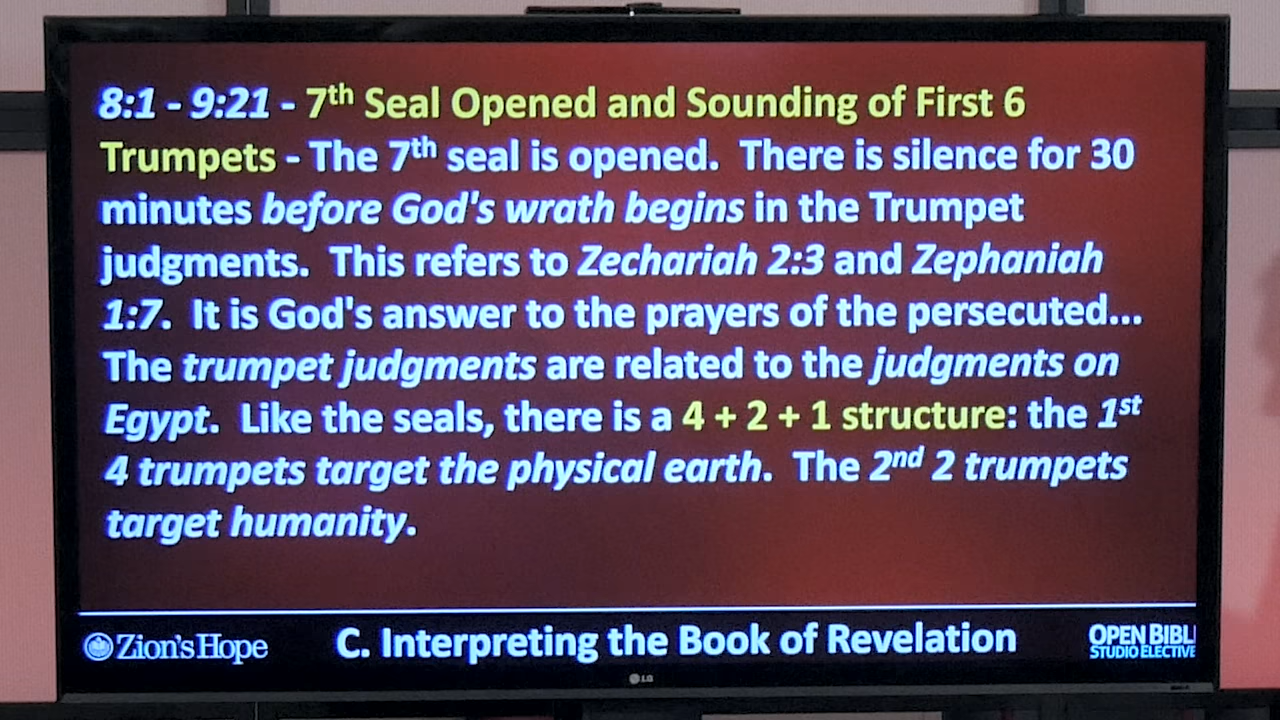 8:1 - 9:21 - 7th Seal Opened and Sounding of First 6
Trumpets - The 7th seal is opened.  There is silence for 30
minutes before God's wrath begins in the Trumpet
judgments.  This refers to Zechariah 2:3 and Zephaniah
1:7.  It is God's answer to the prayers of the persecuted...
The trumpet judgments are related to the judgments on
Egypt.  Like the seals, there is a 4 + 2 + 1 structure: the 1st
4 trumpets target the physical earth.  The 2nd 2 trumpets
target humanity.
Zion's Hope
C. Interpreting the Book of Revelation
OPEN BIBL
STUDIO ELECTIVE
LG